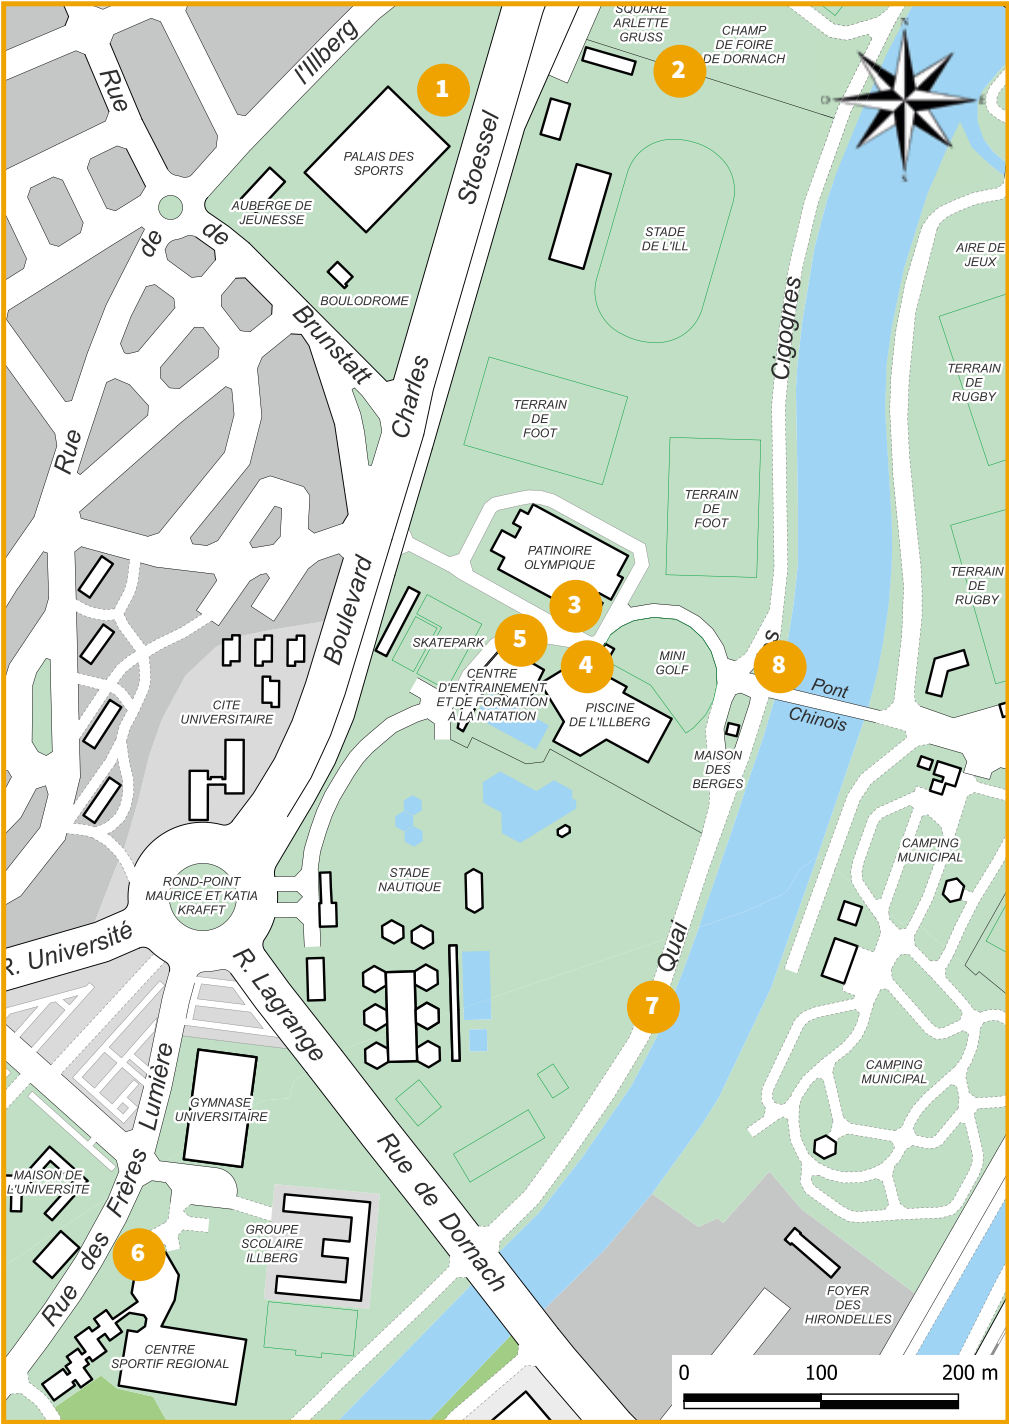 SQUARE
ARLETTE
GRUSS
CHAMP
DE FOIRE
DE DORNACH
N
O
E
S
l'Illberg
Rue
1
2
PALAIS DES
SPORTS
Stoessel
AUBERGE DE
JEUNESSE
de
de
STADE
DE L'ILL
AIRE DE
JEUX
BOULODROME
Brunstatt
Cigognes
Charles
TERRAIN
DE
RUGBY
TERRAIN
DE
FOOT
Rue
TERRAIN
DE
FOOT
PATINOIRE
OLYMPIQUE
TERRAIN
DE
RUGBY
Boulevard
3
5
4
8
SKATEPARK
MINI
GOLF
CENTRE
D'ENTRAINEMENT
ET DE FORMATION
A LA NATATION
PISCINE
DE L'ILLBERG
Pont
Chinois
CITE
UNIVERSITAIRE
MAISON
DES
BERGES
CAMPING
MUNICIPAL
STADE
NAUTIQUE
ROND-POINT
MAURICE ET KATIA
KRAFFT
R. Université
Quai
R. Lagrange
7
Lumière
CAMPING
MUNICIPAL
GYMNASE
UNIVERSITAIRE
MAISON DE
L'UNIVERSITÉ
Frères
Rue de Dornach
GROUPE
SCOLAIRE
ILLBERG
6
des
Rue
FOYER
DES
HIRONDELLES
CENTRE
SPORTIF REGIONAL
0 100 200 m